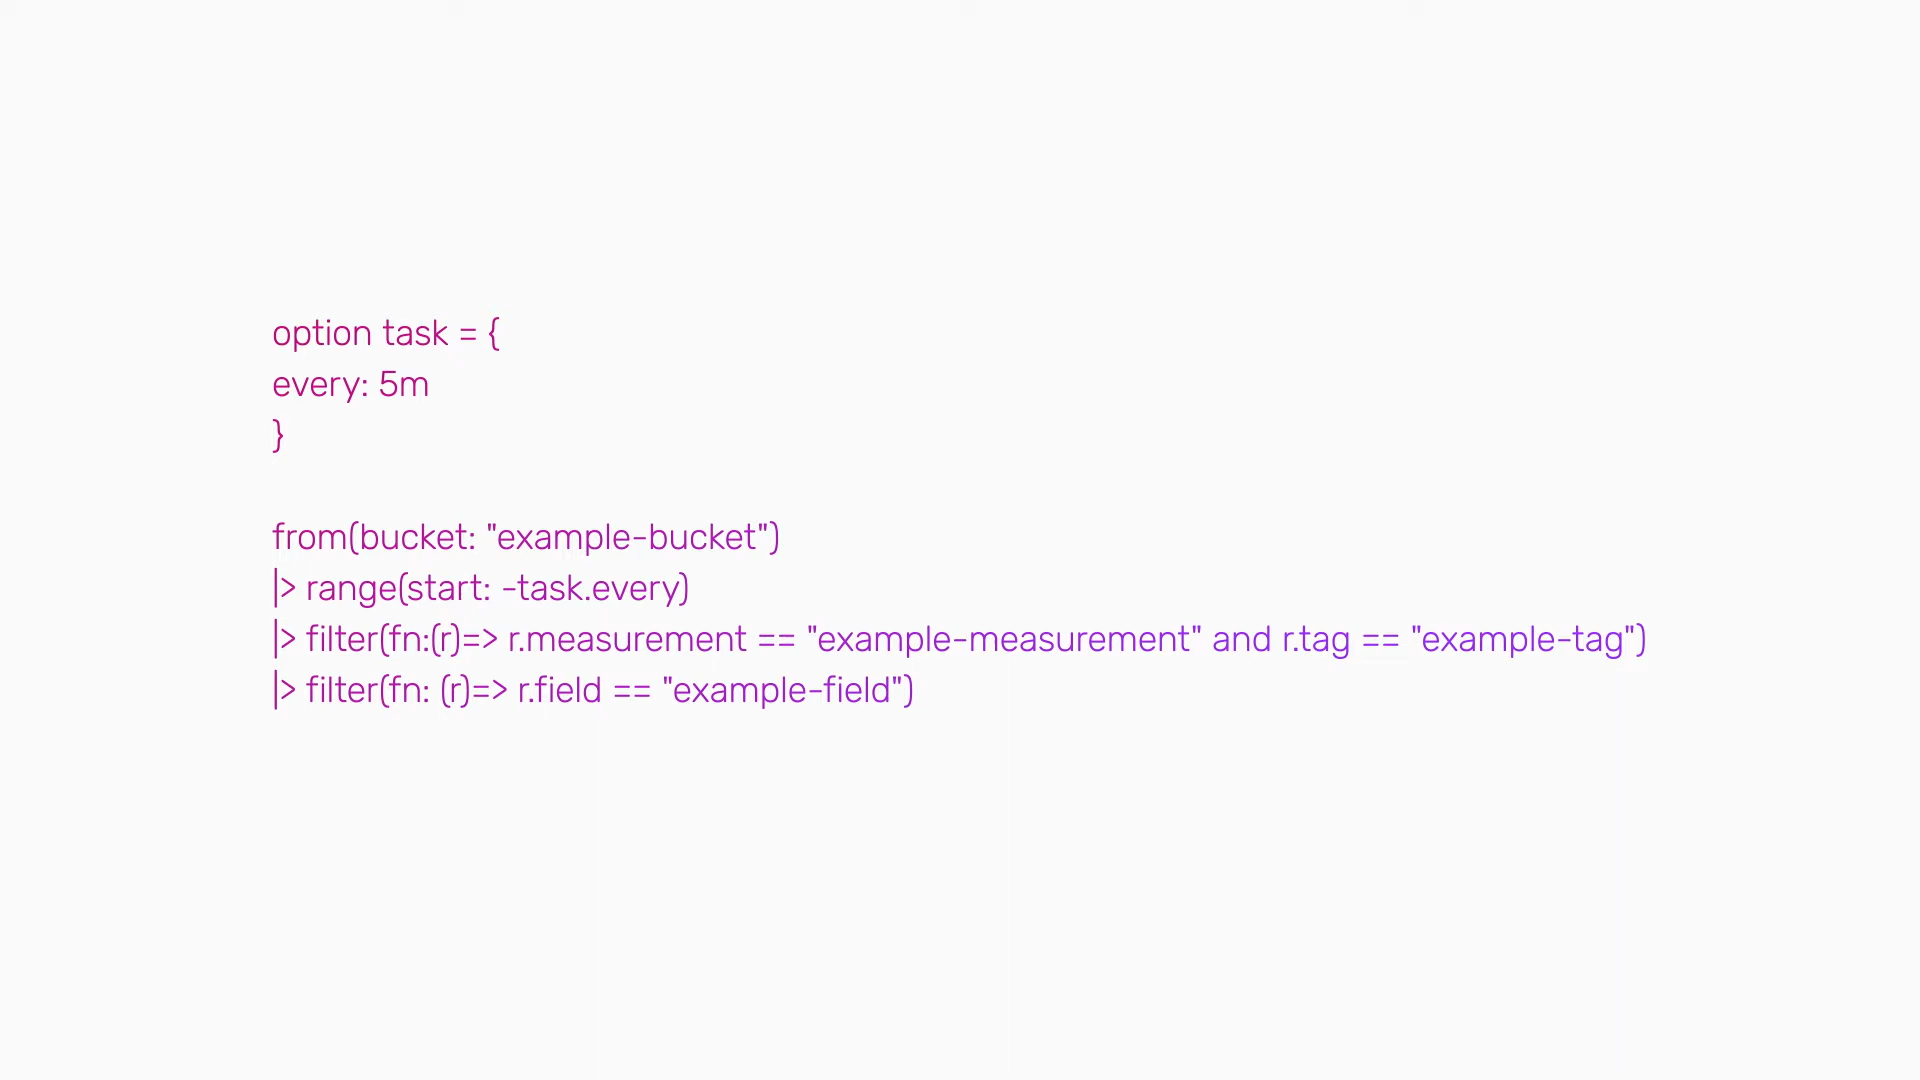 option task = {
every: 5m
}
from(bucket: "example-bucket")
|> range(start: -task.every)
|> filter(fn:(r)=> r.measurement == "example-measurement" and r.tag == "example-tag")
|> filter(fn: (r)=> r.field == "example-field")